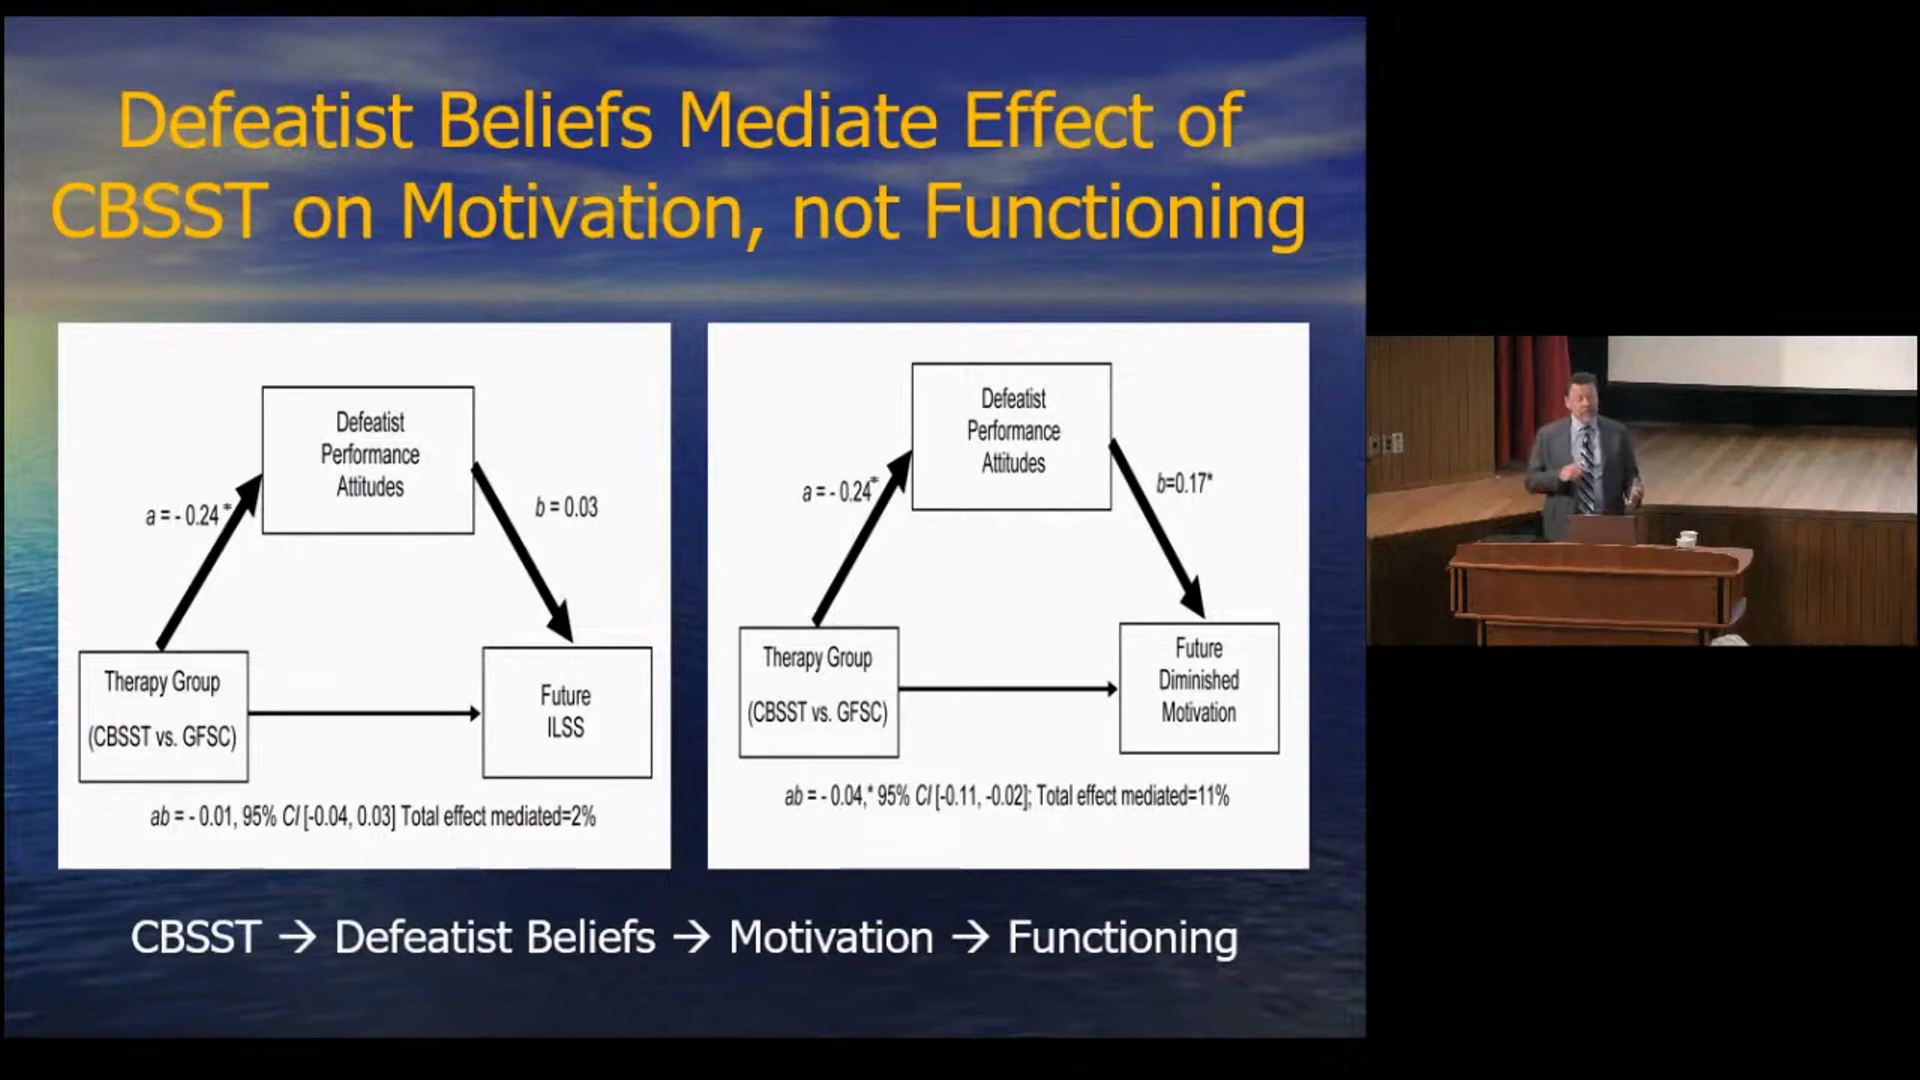 Defeatist Beliefs Mediate Effect of
CBSST on Motivation, not Functioning
Defeatist
Performance
Attitudes
a = - 0.24 *
b = 0.03
Therapy Group
(CBSST vs. GFSC)
Future
ILSS
ab = - 0.01, 95% CI [-0.04, 0.03] Total effect mediated=2%
Defeatist
Performance
Attitudes
a = - 0.24*
b=0.17*
Therapy Group
(CBSST vs. GFSC)
Future
Diminished
Motivation
ab = - 0.04,* 95% CI [-0.11, -0.02]; Total effect mediated=11%
CBSST → Defeatist Beliefs → Motivation → Functioning